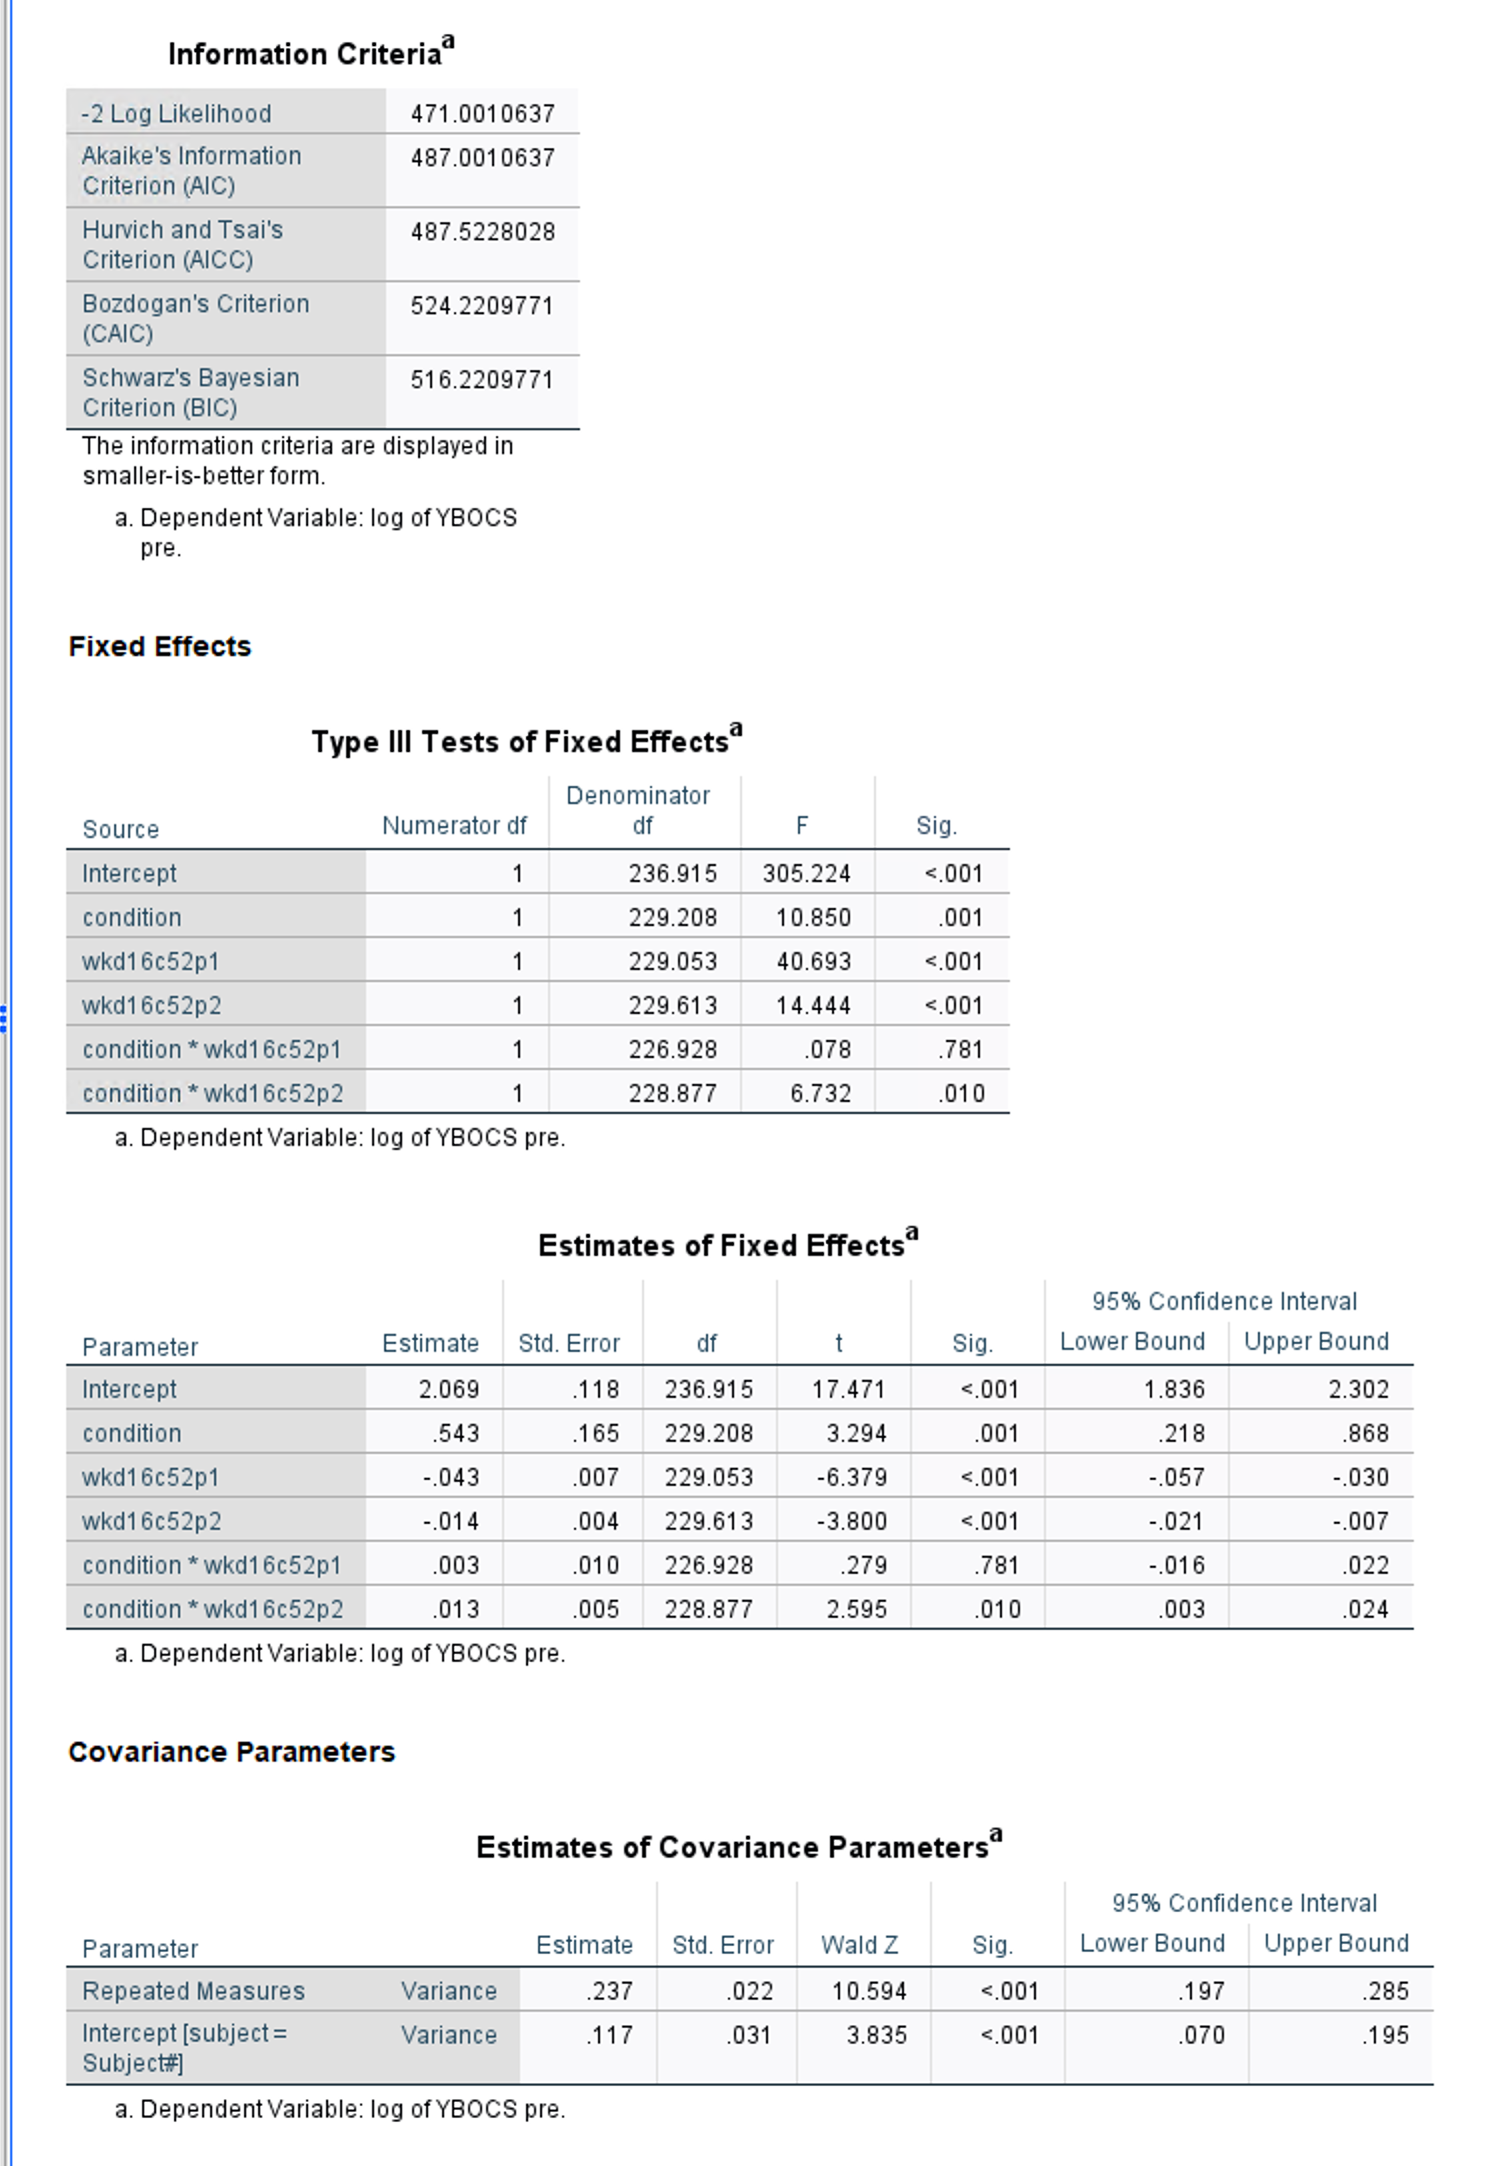 Information Criteria^a
-2 Log Likelihood 471.0010637
Akaike's Information
Criterion (AIC) 487.0010637
Hurvich and Tsai's
Criterion (AICC) 487.5228028
Bozdogan's Criterion
(CAIC) 524.2209771
Schwarz's Bayesian
Criterion (BIC) 516.2209771
The information criteria are displayed in
smaller-is-better form.
a. Dependent Variable: log of YBOCS
pre.
Fixed Effects
Type III Tests of Fixed Effects^a
Source Numerator df Denominator df F Sig.
Intercept 1 236.915 305.224 <.001
condition 1 229.208 10.850 .001
wkd16c52p1 1 229.053 40.693 <.001
wkd16c52p2 1 229.613 14.444 <.001
condition * wkd16c52p1 1 226.928 .078 .781
condition * wkd16c52p2 1 228.877 6.732 .010
a. Dependent Variable: log of YBOCS pre.
Estimates of Fixed Effects^a
95% Confidence Interval
Parameter Estimate Std. Error df t Sig. Lower Bound Upper Bound
Intercept 2.069 .118 236.915 17.471 <.001 1.836 2.302
condition .543 .165 229.208 3.294 .001 .218 .868
wkd16c52p1 -.043 .007 229.053 -6.379 <.001 -.057 -.030
wkd16c52p2 -.014 .004 229.613 -3.800 <.001 -.021 -.007
condition * wkd16c52p1 .003 .010 226.928 .279 .781 -.016 .022
condition * wkd16c52p2 .013 .005 228.877 2.595 .010 .003 .024
a. Dependent Variable: log of YBOCS pre.
Covariance Parameters
Estimates of Covariance Parameters^a
95% Confidence Interval
Parameter Estimate Std. Error Wald Z Sig. Lower Bound Upper Bound
Repeated Measures Variance .237 .022 10.594 <.001 .197 .285
Intercept [subject = Variance .117 .031 3.835 <.001 .070 .195
Subject#]
a. Dependent Variable: log of YBOCS pre.